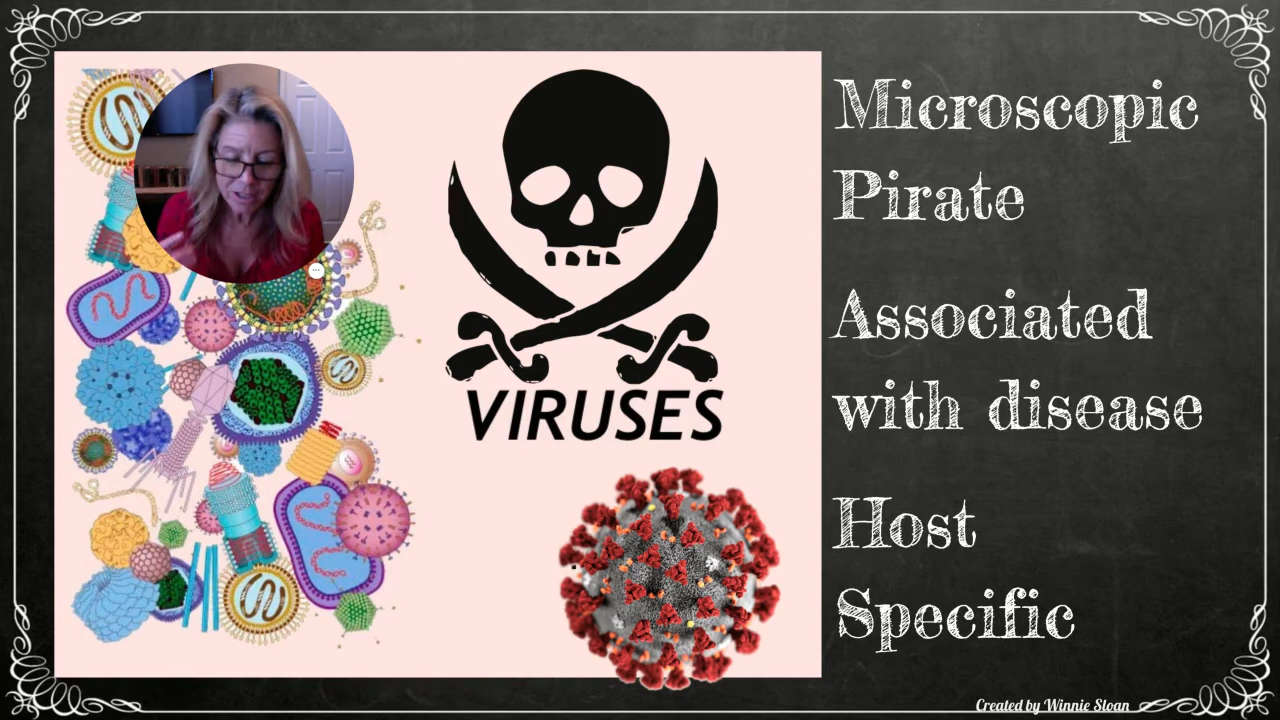 VIRUSES
Microscopic
Pirate
Associated
with disease
Host
Specific
Created by Winnie Sloan